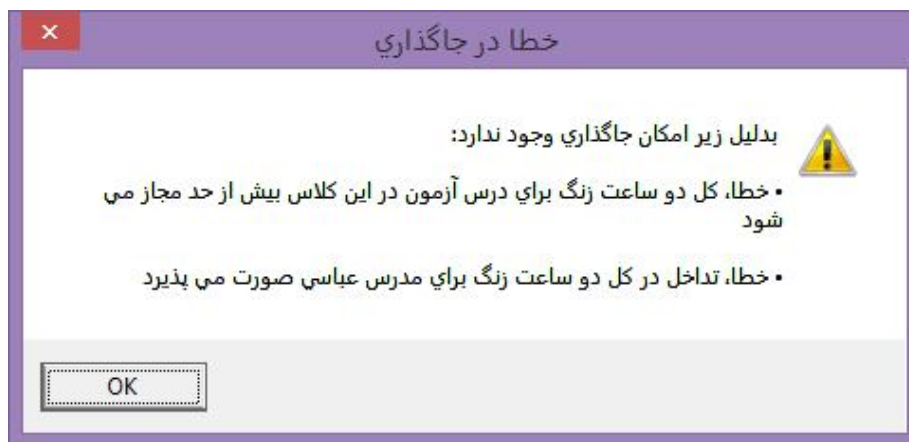 خطا در جاگذاري
بدليل زير امكان جاگذاري وجود ندارد:
• خطا، كل دو ساعت زنگ براي درس آزمون در اين كلاس بيش از حد مجاز مي
شود
• خطا، تداخل در كل دو ساعت زنگ براي مدرس عباسي صورت مي پذيرد
OK